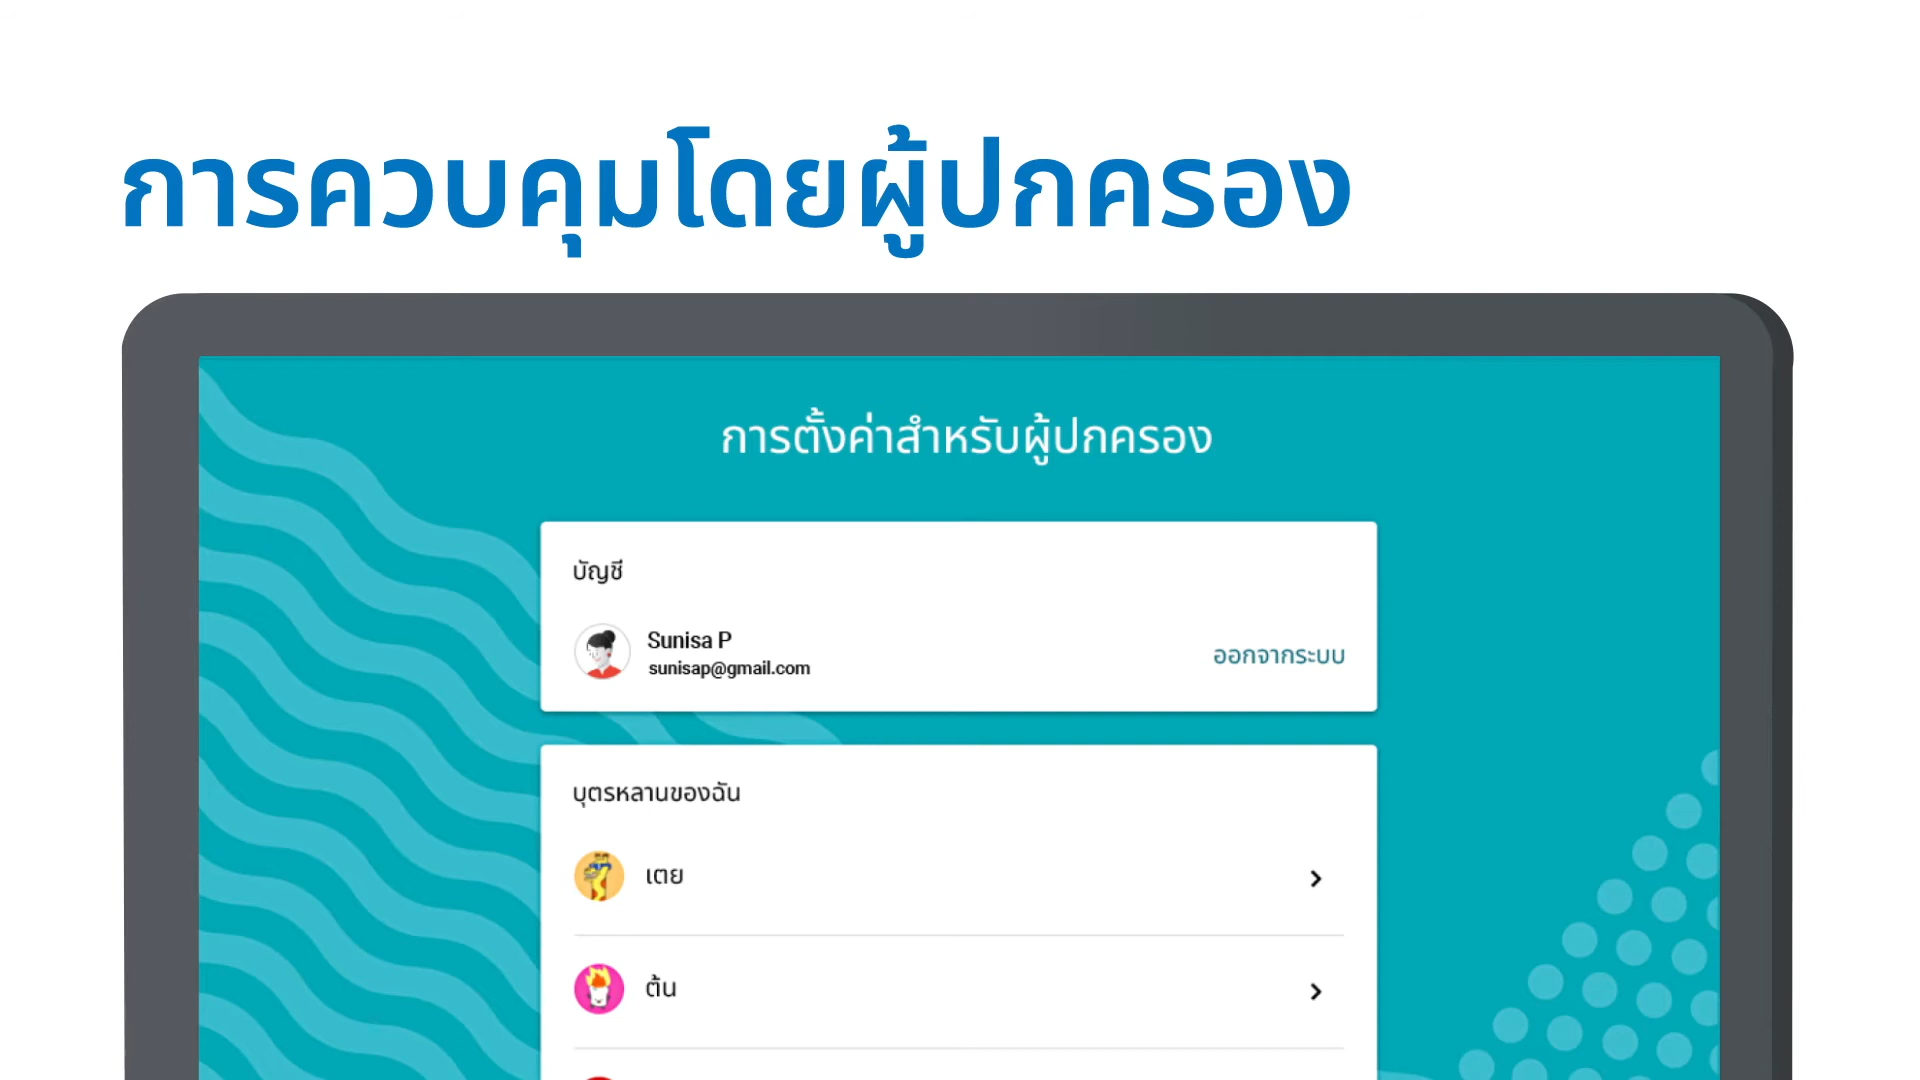 การควบคุมโดยผู้ปกครอง
การตั้งค่าสำหรับผู้ปกครอง
บัญชี
Sunisa P
sunisap@gmail.com
ออกจากระบบ
บุตรหลานของฉัน
เตย
ต้น